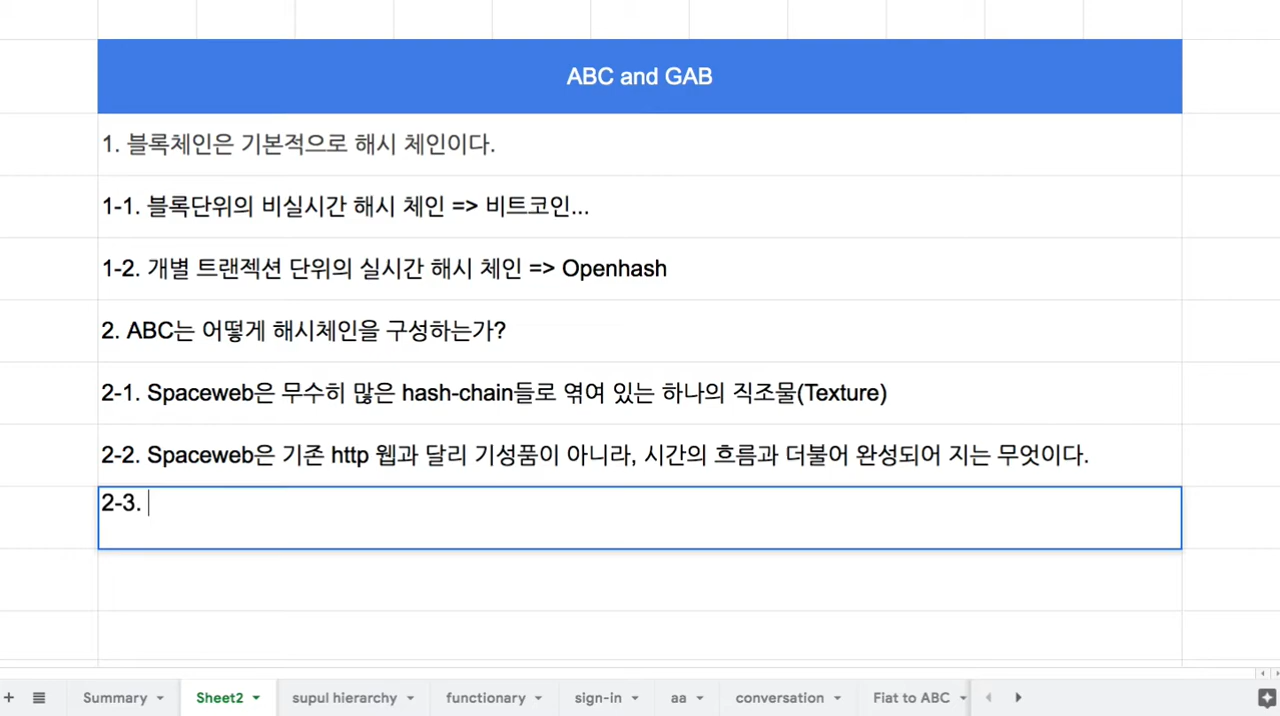 ABC and GAB
1. 블록체인은 기본적으로 해시 체인이다.
1-1. 블록단위의 비실시간 해시 체인 => 비트코인...
1-2. 개별 트랜젝션 단위의 실시간 해시 체인 => Openhash
2. ABC는 어떻게 해시체인을 구성하는가?
2-1. Spaceweb은 무수히 많은 hash-chain들로 엮여 있는 하나의 직조물(Texture)
2-2. Spaceweb은 기존 http 웹과 달리 기성품이 아니라, 시간의 흐름과 더불어 완성되어 지는 무엇이다.
2-3.
Summary Sheet2 supul hierarchy functionary sign-in aa conversation Fiat to ABC